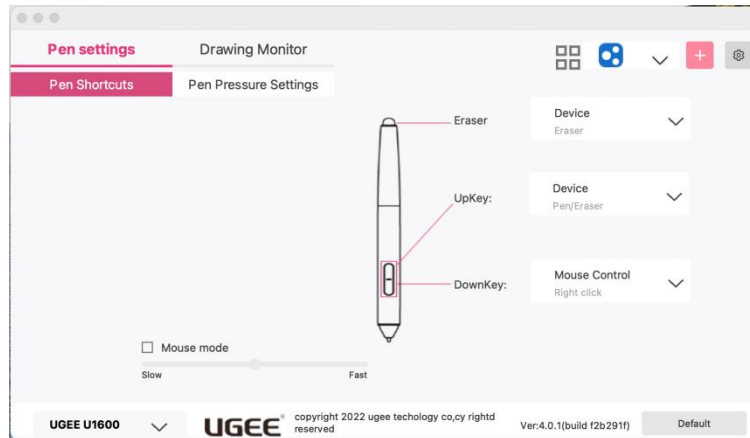 Pen settings
Drawing Monitor
Pen Shortcuts
Pen Pressure Settings
Eraser
Device
Eraser
UpKey:
Device
Pen/Eraser
DownKey:
Mouse Control
Right click
Mouse mode
Slow
Fast
UGEE U1600
UGEE®
copyright 2022 ugee techology co,cy rightd
reserved
Ver:4.0.1(build f2b291f)
Default